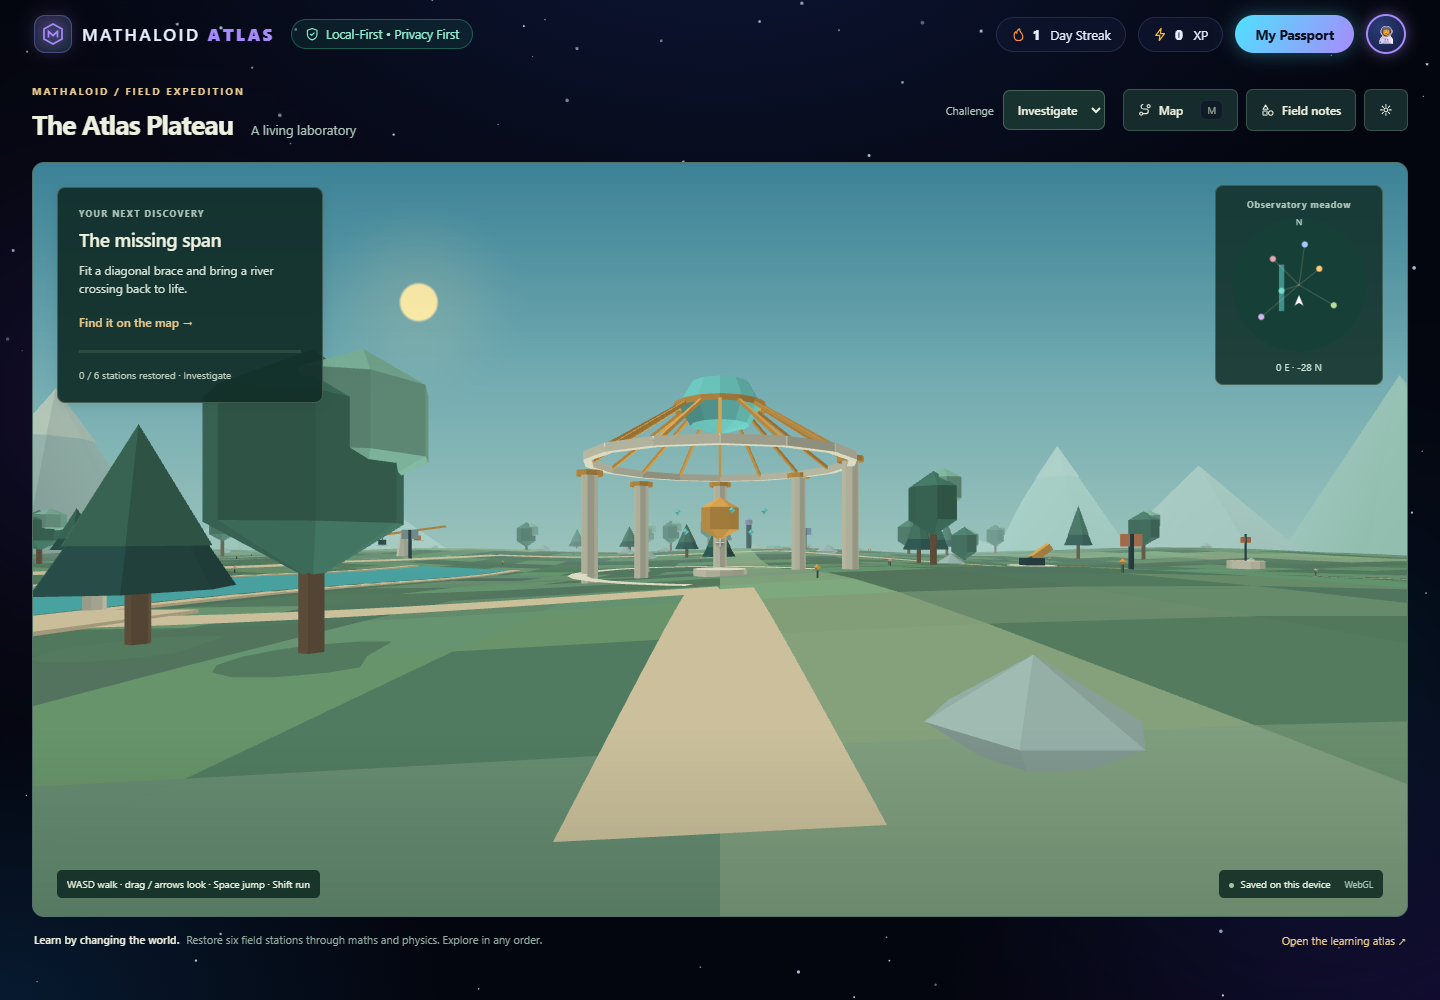 MATHALOID ATLAS
Local-First • Privacy First
1 Day Streak
0 XP
My Passport
MATHALOID / FIELD EXPEDITION
The Atlas Plateau
A living laboratory
Challenge
Investigate
Map M
Field notes
YOUR NEXT DISCOVERY
The missing span
Fit a diagonal brace and bring a river
crossing back to life.
Find it on the map →
0 / 6 stations restored · Investigate
Observatory meadow
N
0 E · -28 N
WASD walk · drag / arrows look · Space jump · Shift run
Saved on this device WebGL
Learn by changing the world. Restore six field stations through maths and physics. Explore in any order.
Open the learning atlas ↗